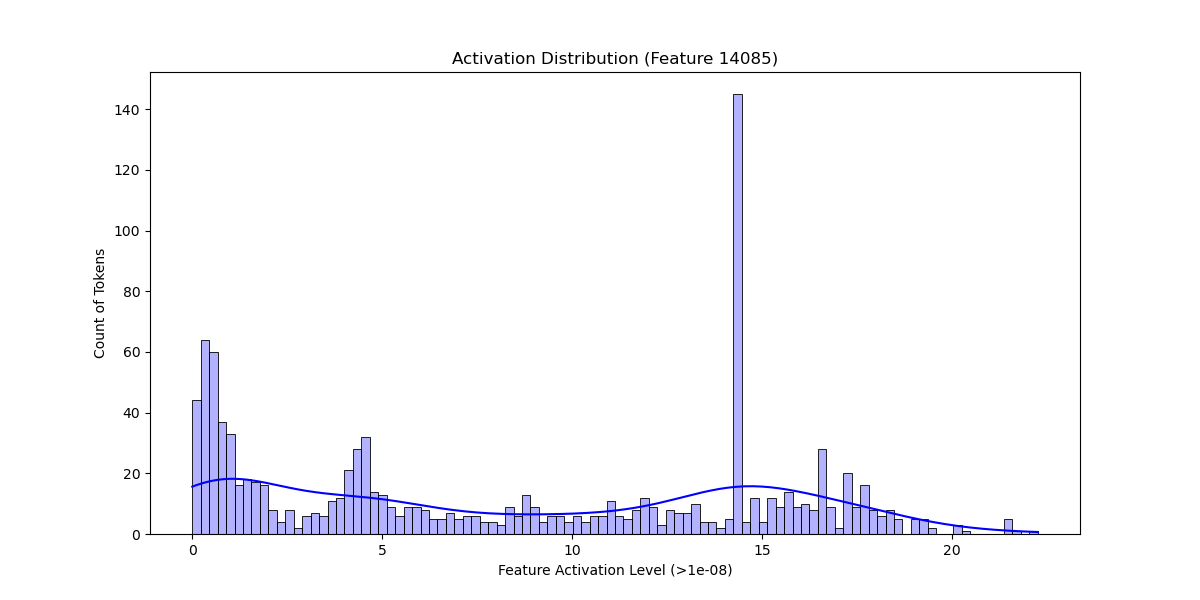 Activation Distribution (Feature 14085)
140
120
100
80
60
40
20
0
Count of Tokens
0 5 10 15 20
Feature Activation Level (>1e-08)